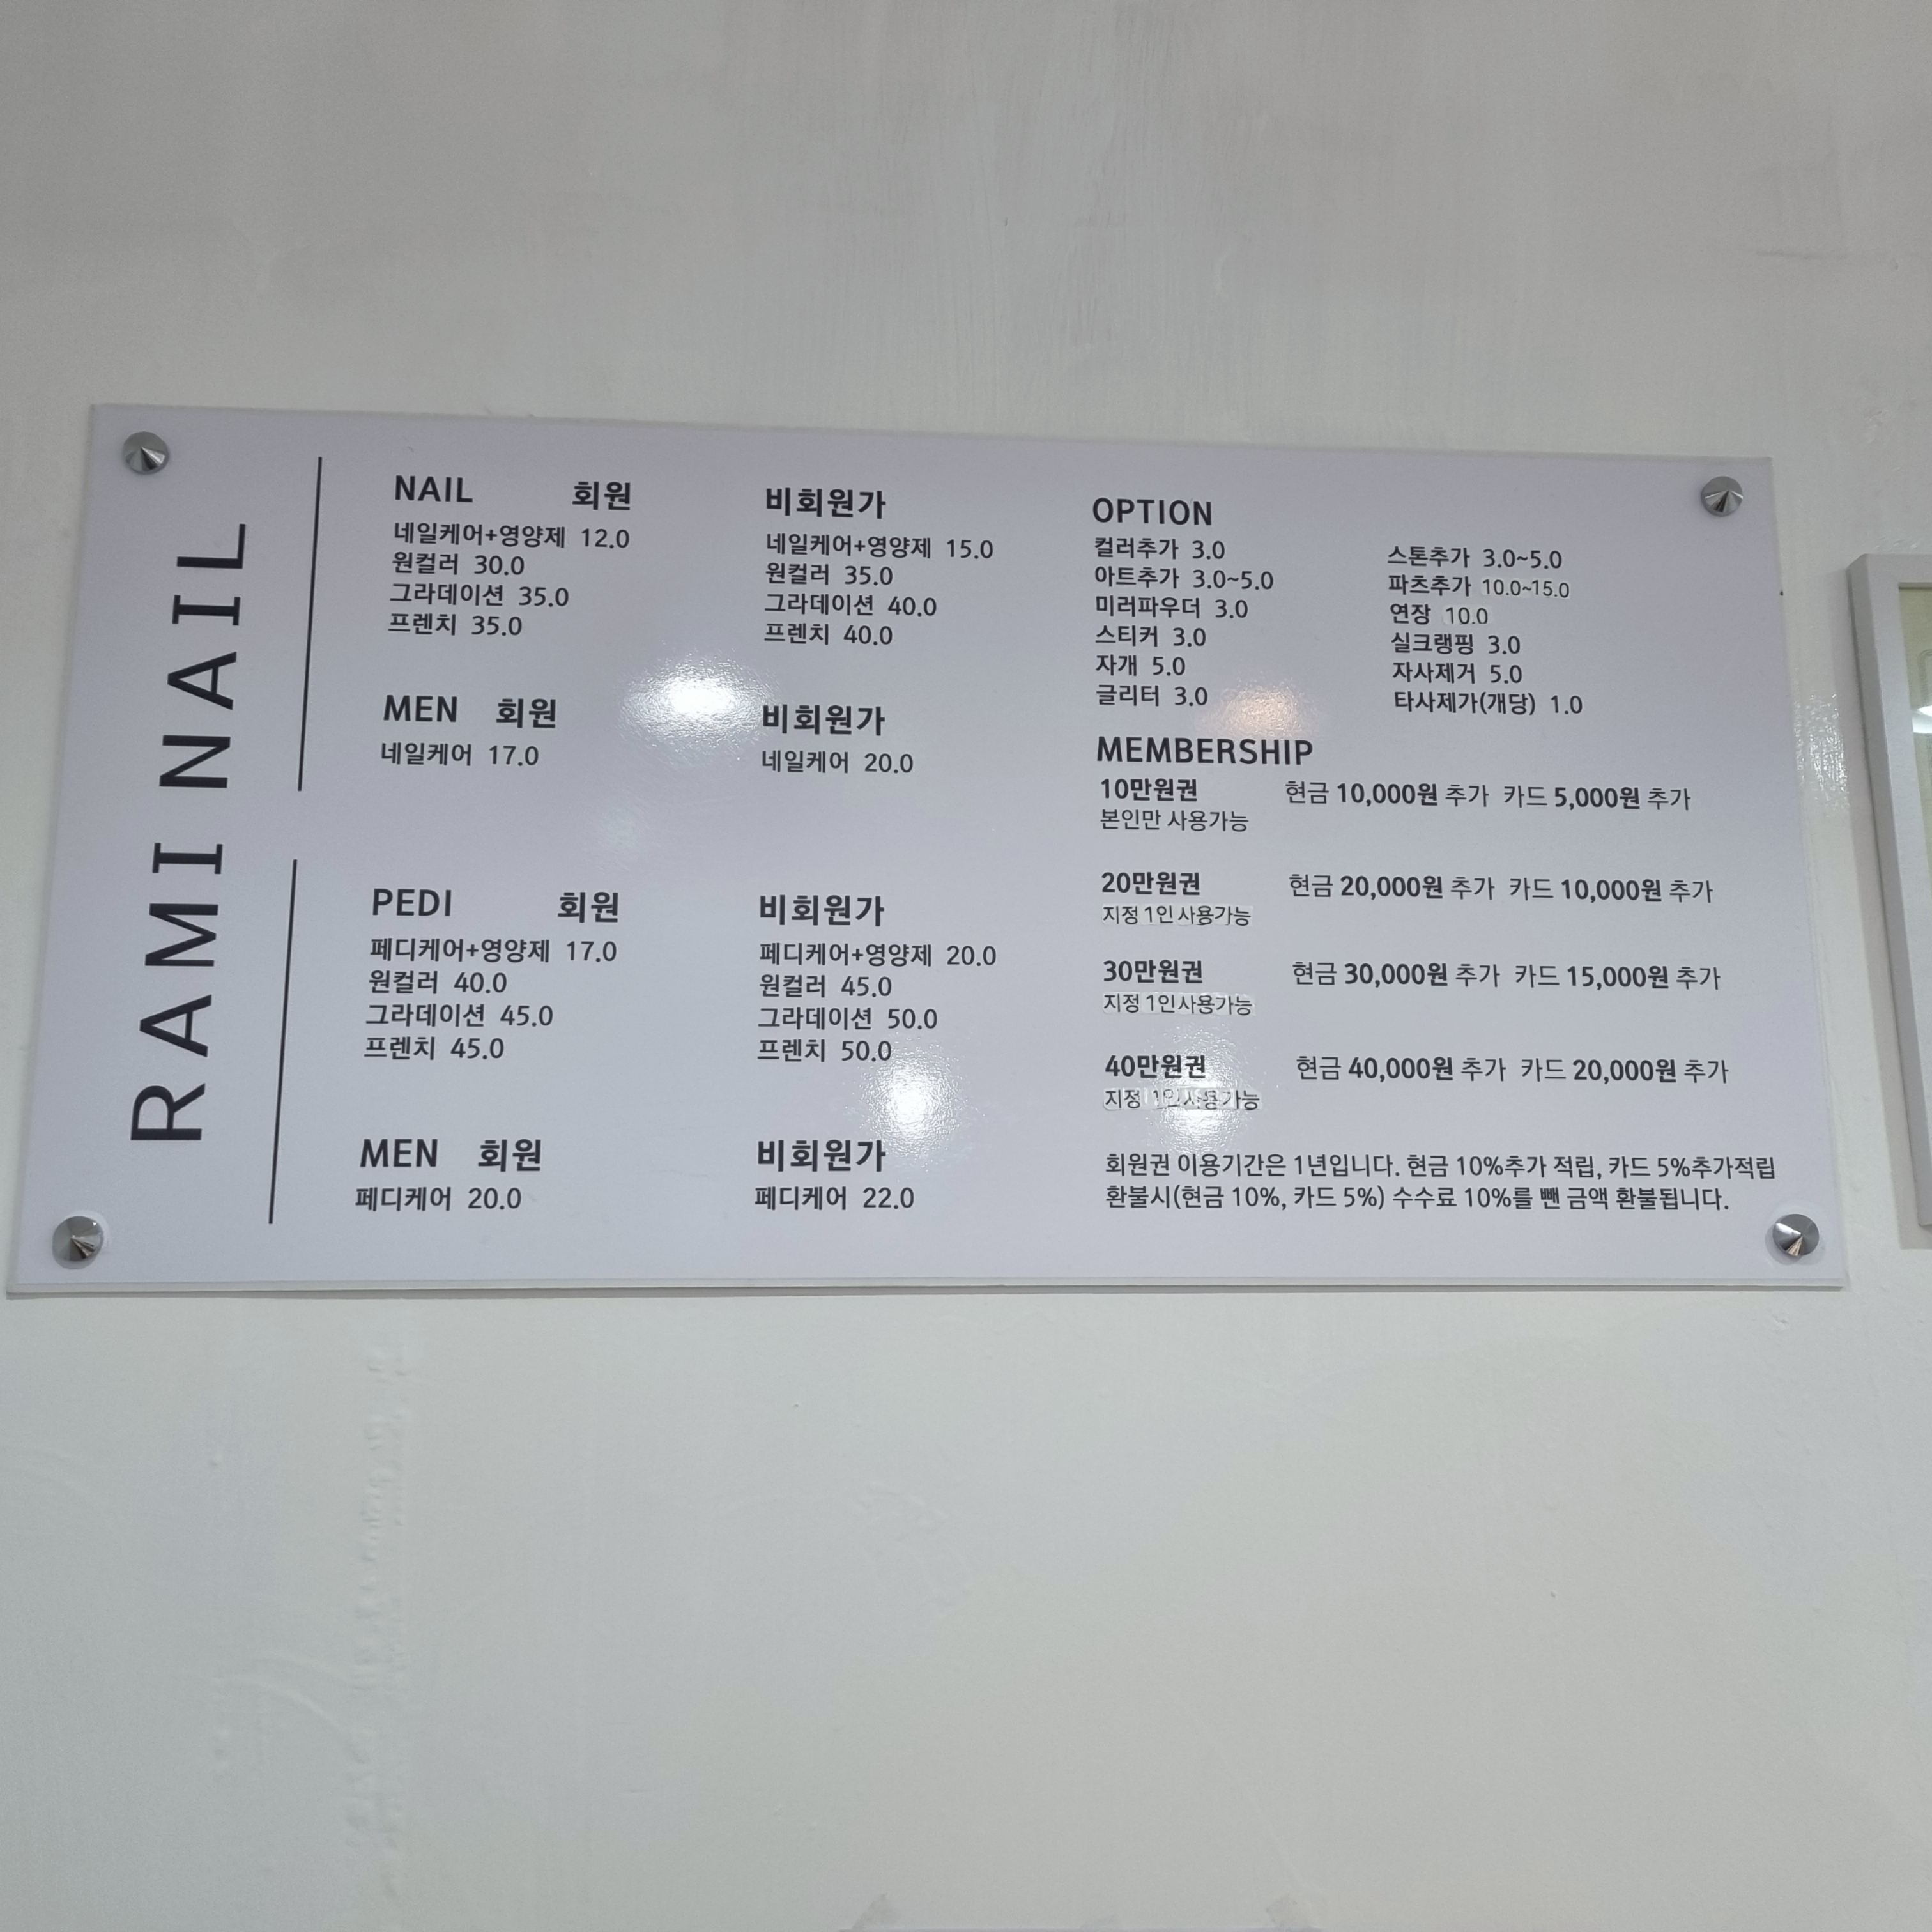 RAMI NAIL
NAIL 회원
네일케어+영양제 12.0
원컬러 30.0
그라데이션 35.0
프렌치 35.0
비회원가
네일케어+영양제 15.0
원컬러 35.0
그라데이션 40.0
프렌치 40.0
MEN 회원
네일케어 17.0
비회원가
네일케어 20.0
PEDI 회원
페디케어+영양제 17.0
원컬러 40.0
그라데이션 45.0
프렌치 45.0
비회원가
페디케어+영양제 20.0
원컬러 45.0
그라데이션 50.0
프렌치 50.0
MEN 회원
페디케어 20.0
비회원가
페디케어 22.0
OPTION
컬러추가 3.0
아트추가 3.0~5.0
미러파우더 3.0
스티커 3.0
자개 5.0
글리터 3.0
스톤추가 3.0~5.0
파츠추가 10.0~15.0
연장 10.0
실크랭핑 3.0
자사제거 5.0
타사제가(개당) 1.0
MEMBERSHIP
10만원권 현금 10,000원 추가 카드 5,000원 추가
본인만 사용가능
20만원권 현금 20,000원 추가 카드 10,000원 추가
지정 1인 사용가능
30만원권 현금 30,000원 추가 카드 15,000원 추가
지정 1인사용가능
40만원권 현금 40,000원 추가 카드 20,000원 추가
지정 1인사용가능
회원권 이용기간은 1년입니다. 현금 10%추가 적립, 카드 5%추가적립
환불시(현금 10%, 카드 5%) 수수료 10%를 뺀 금액 환불됩니다.